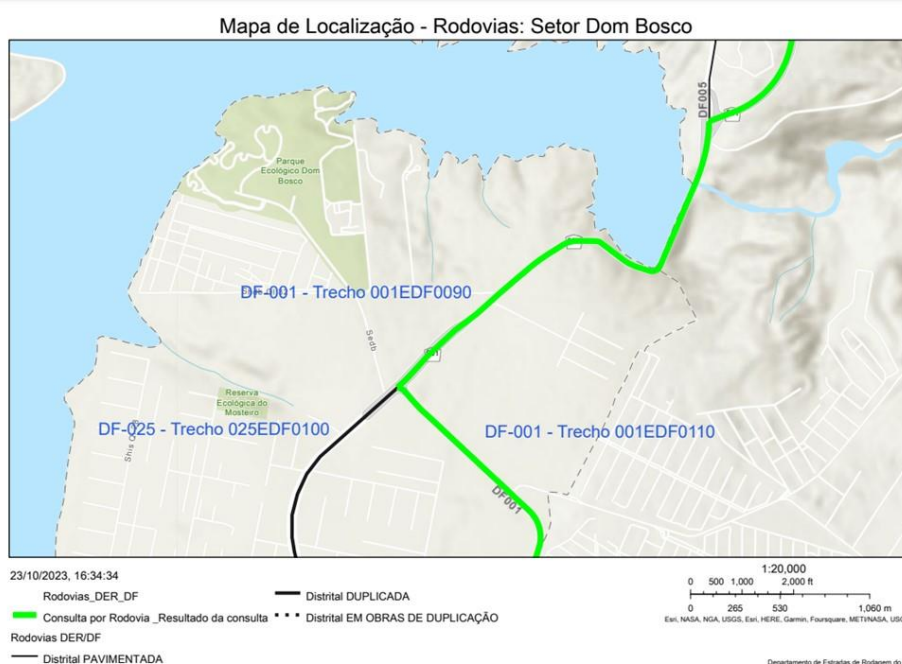 Mapa de Localização - Rodovias: Setor Dom Bosco
DF005
Parque
Ecológico Dom
Bosco
DF-001 - Trecho 001EDF0090
Sedb
Reserva
Ecológica do
Mosteiro
DF-025 - Trecho 025EDF0100
DF-001 - Trecho 001EDF0110
Shis
DF001
23/10/2023, 16:34:34
Rodovias_DER_DF
Consulta por Rodovia _Resultado da consulta
Rodovias DER/DF
Distrital PAVIMENTADA
Distrital DUPLICADA
Distrital EM OBRAS DE DUPLICAÇÃO
1:20,000
0 500 1,000 2,000 ft
0 265 530 1,060 m
Esri, NASA, NGA, USGS, Esri, HERE, Garmin, Foursquare, METI/NASA, USG
Departamento de Estradas de Rodagem do